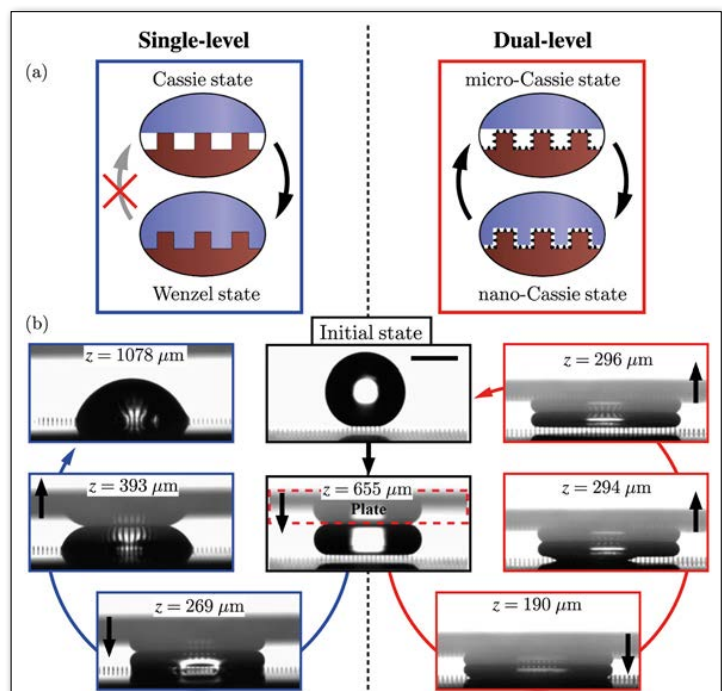 Single-level
Dual-level
(a)
Cassie state
micro-Cassie state
Wenzel state
nano-Cassie state
(b)
Initial state
z = 1078 μm
z = 296 μm
z = 393 μm
z = 655 μm
Plate
z = 294 μm
z = 269 μm
z = 190 μm